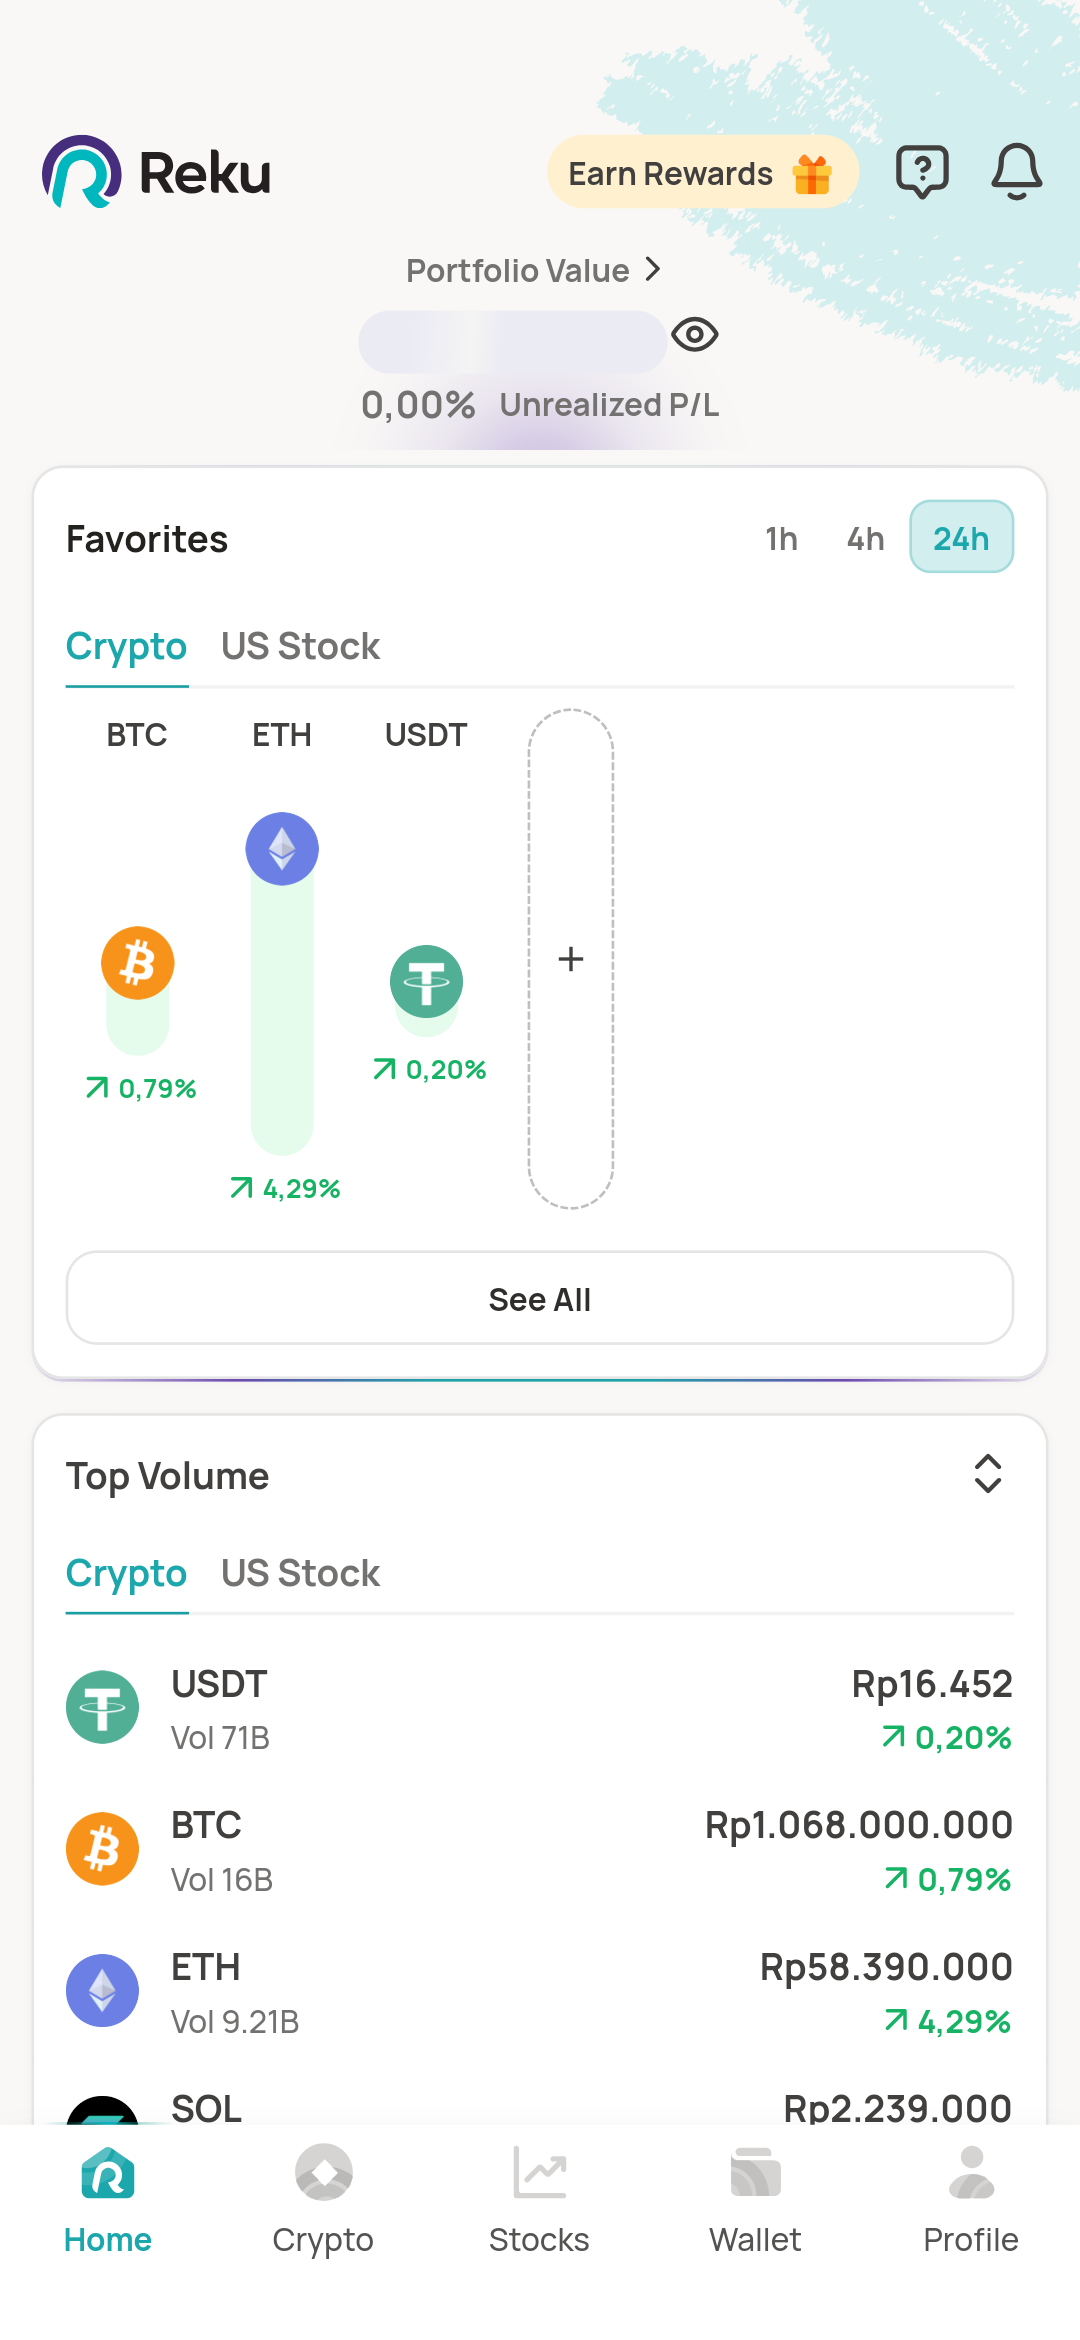 Reku
Earn Rewards
Portfolio Value
0,00% Unrealized P/L
Favorites
1h 4h 24h
Crypto US Stock
BTC ETH USDT
0,79%
4,29%
0,20%
+
See All
Top Volume
Crypto US Stock
USDT Rp16.452
Vol 71B 0,20%
BTC Rp1.068.000.000
Vol 16B 0,79%
ETH Rp58.390.000
Vol 9.21B 4,29%
SOL Rp2.239.000
Home Crypto Stocks Wallet Profile